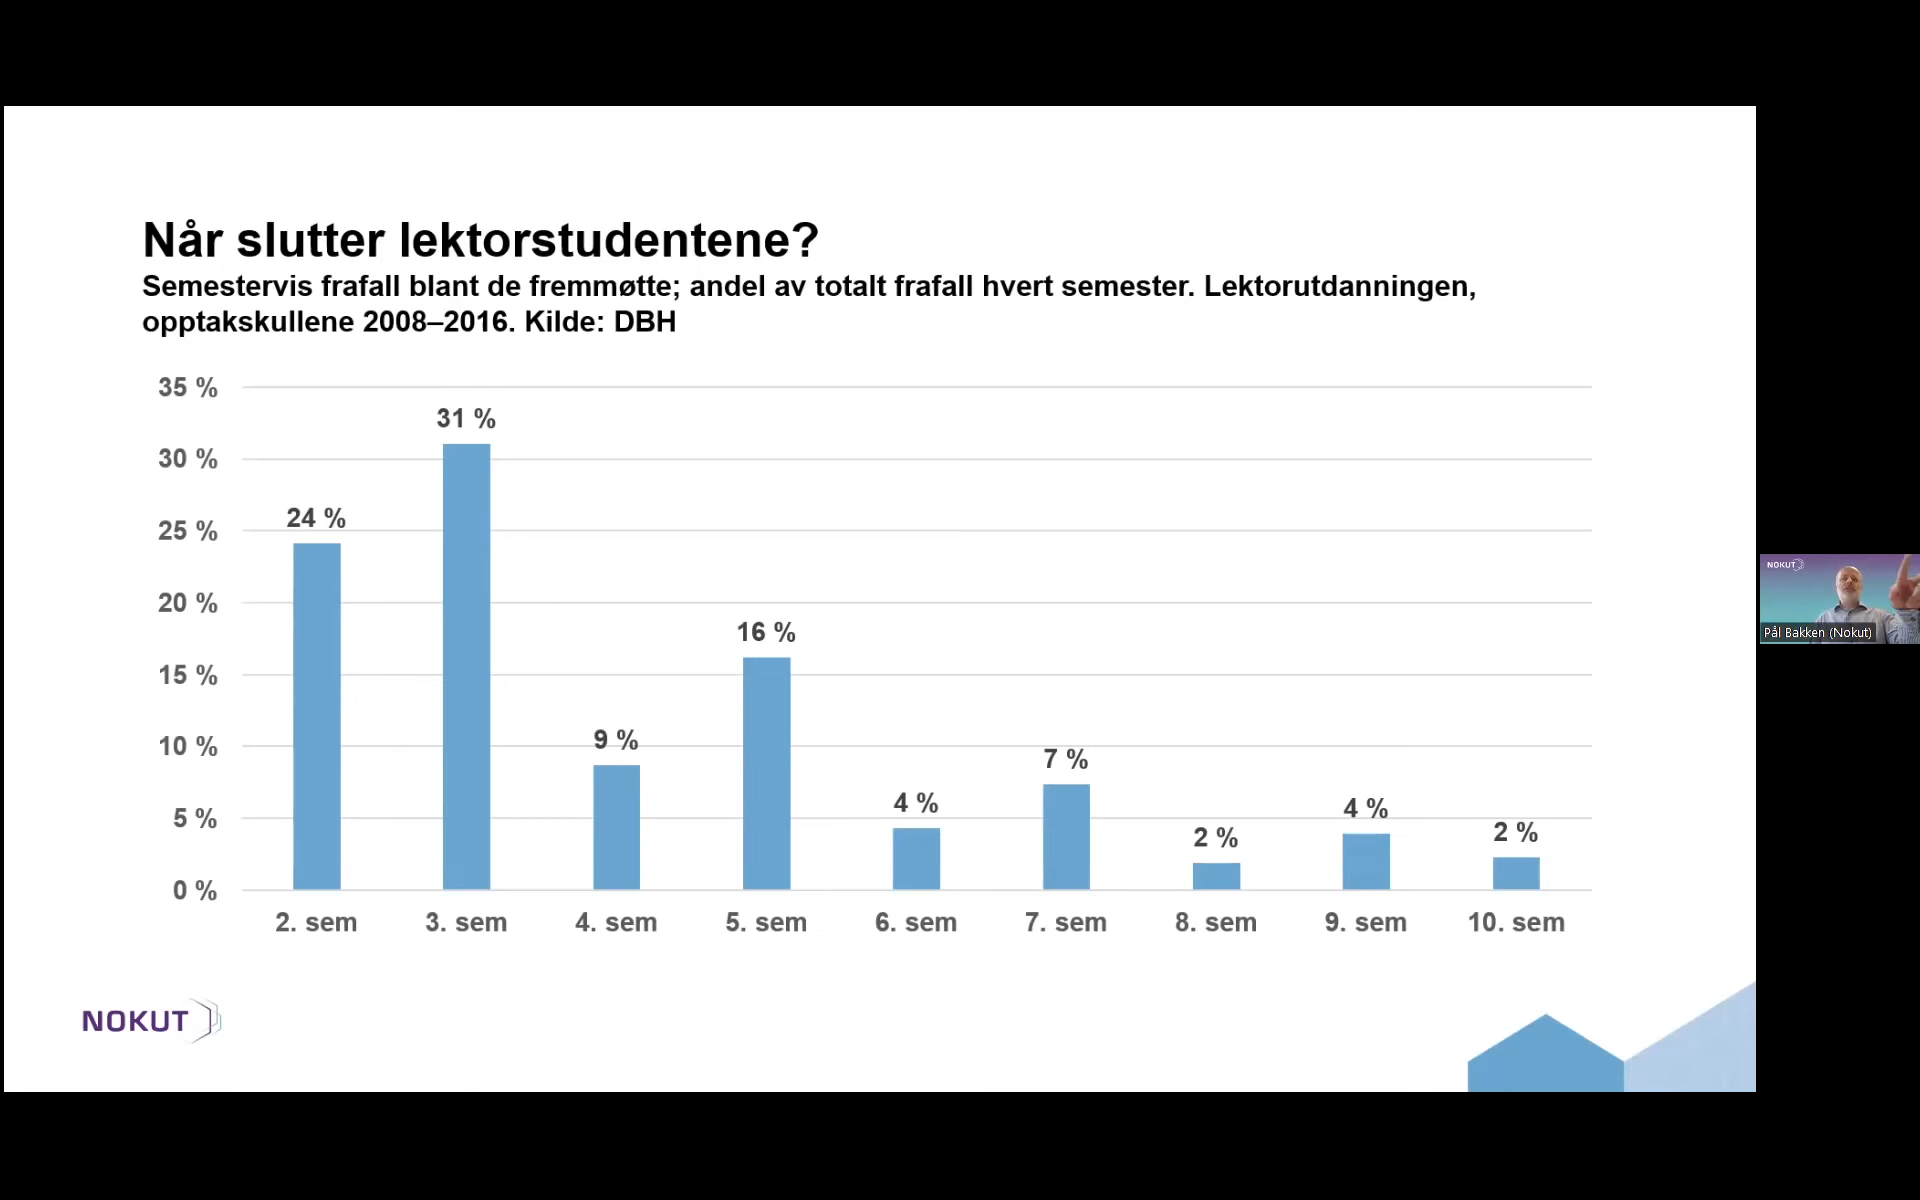 Når slutter lektorstudentene?
Semestervis frafall blant de fremmøtte; andel av totalt frafall hvert semester. Lektorutdanningen,
opptakskullene 2008–2016. Kilde: DBH
35 %
30 %
25 %
20 %
15 %
10 %
5 %
0 %
24 %
31 %
9 %
16 %
4 %
7 %
2 %
4 %
2 %
2. sem
3. sem
4. sem
5. sem
6. sem
7. sem
8. sem
9. sem
10. sem
NOKUT
NOKUT
Pål Bakken (Nokut)